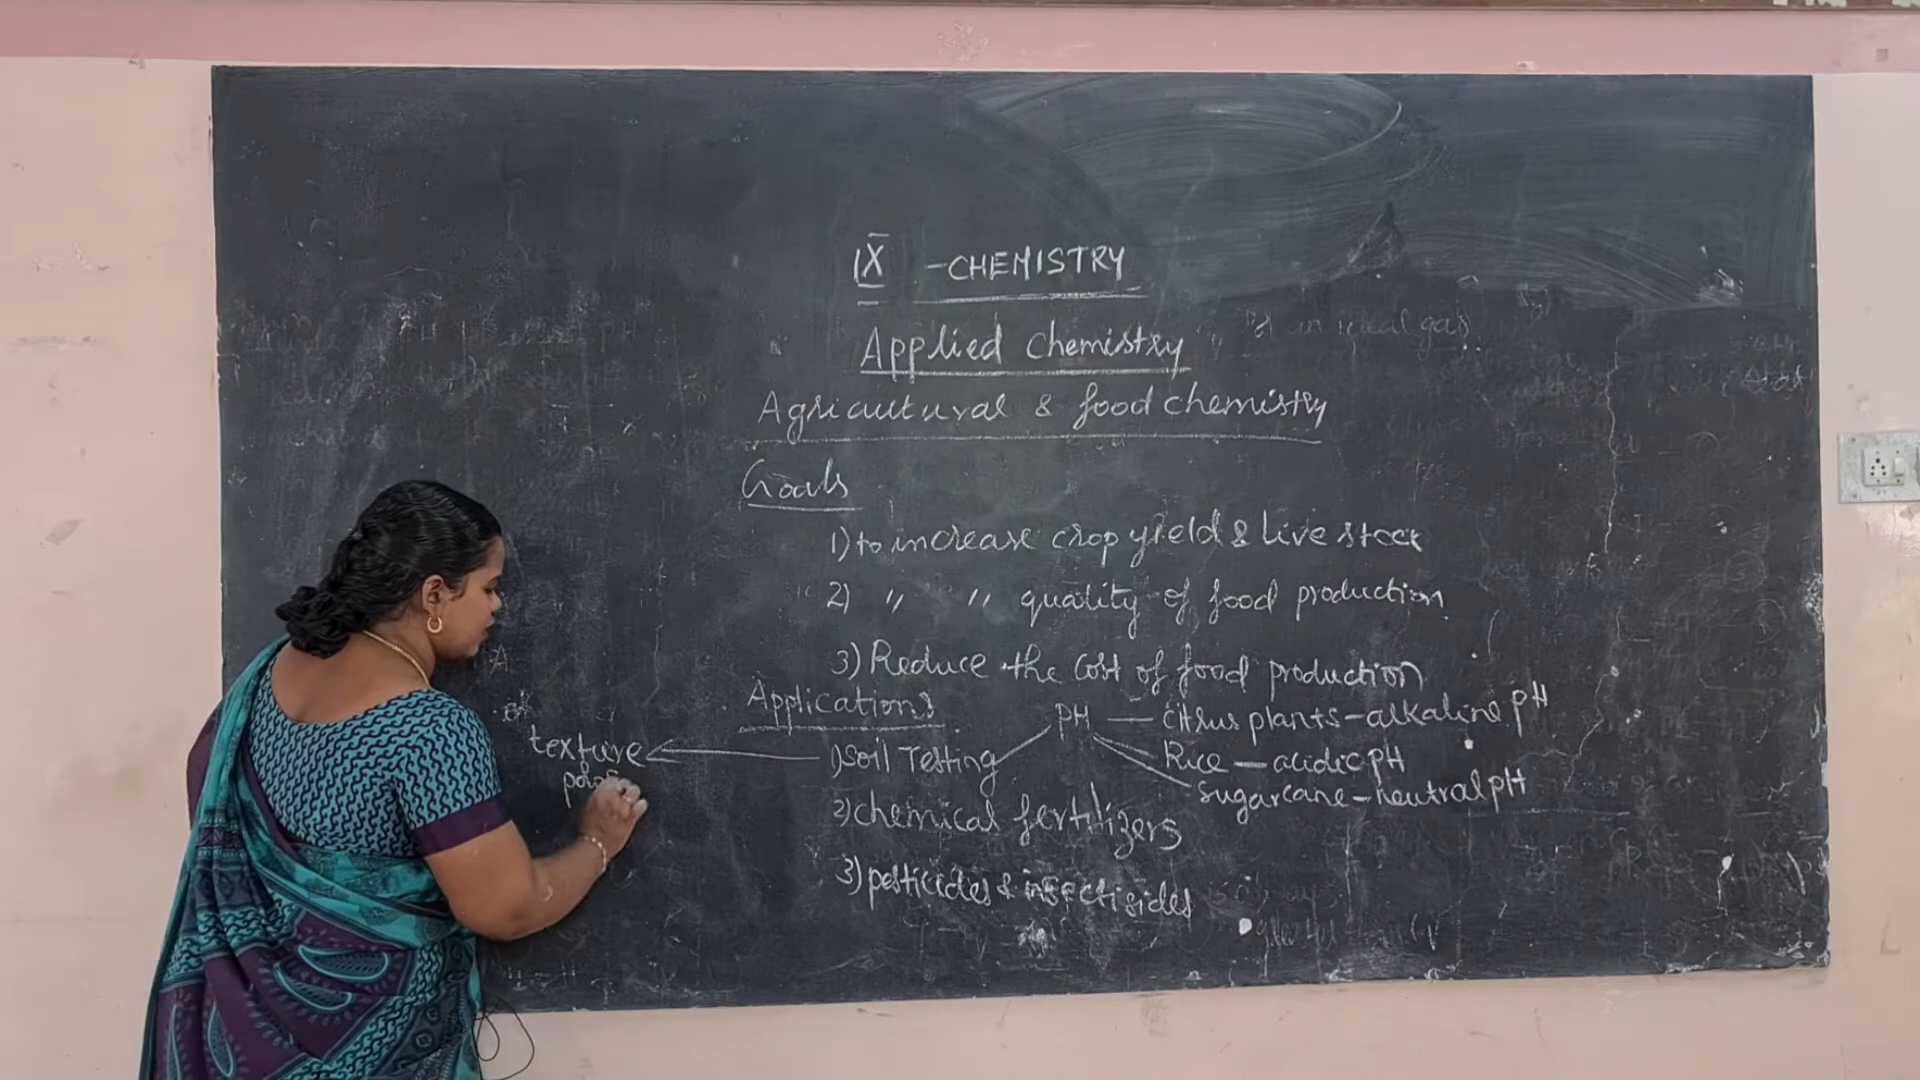 IX -CHEMISTRY
Applied chemistry
Agricultural & food chemistry
Goals
1) to increase crop yield & Live stock
2) " " quality of food production
3) Reduce the cost of food production
Applications
PH — citrus plants - alkaline pH
Rice — acidic pH
Sugarcane - neutral pH
texture
1) Soil Testing
2) chemical fertilizers
3) pesticides & insectisides